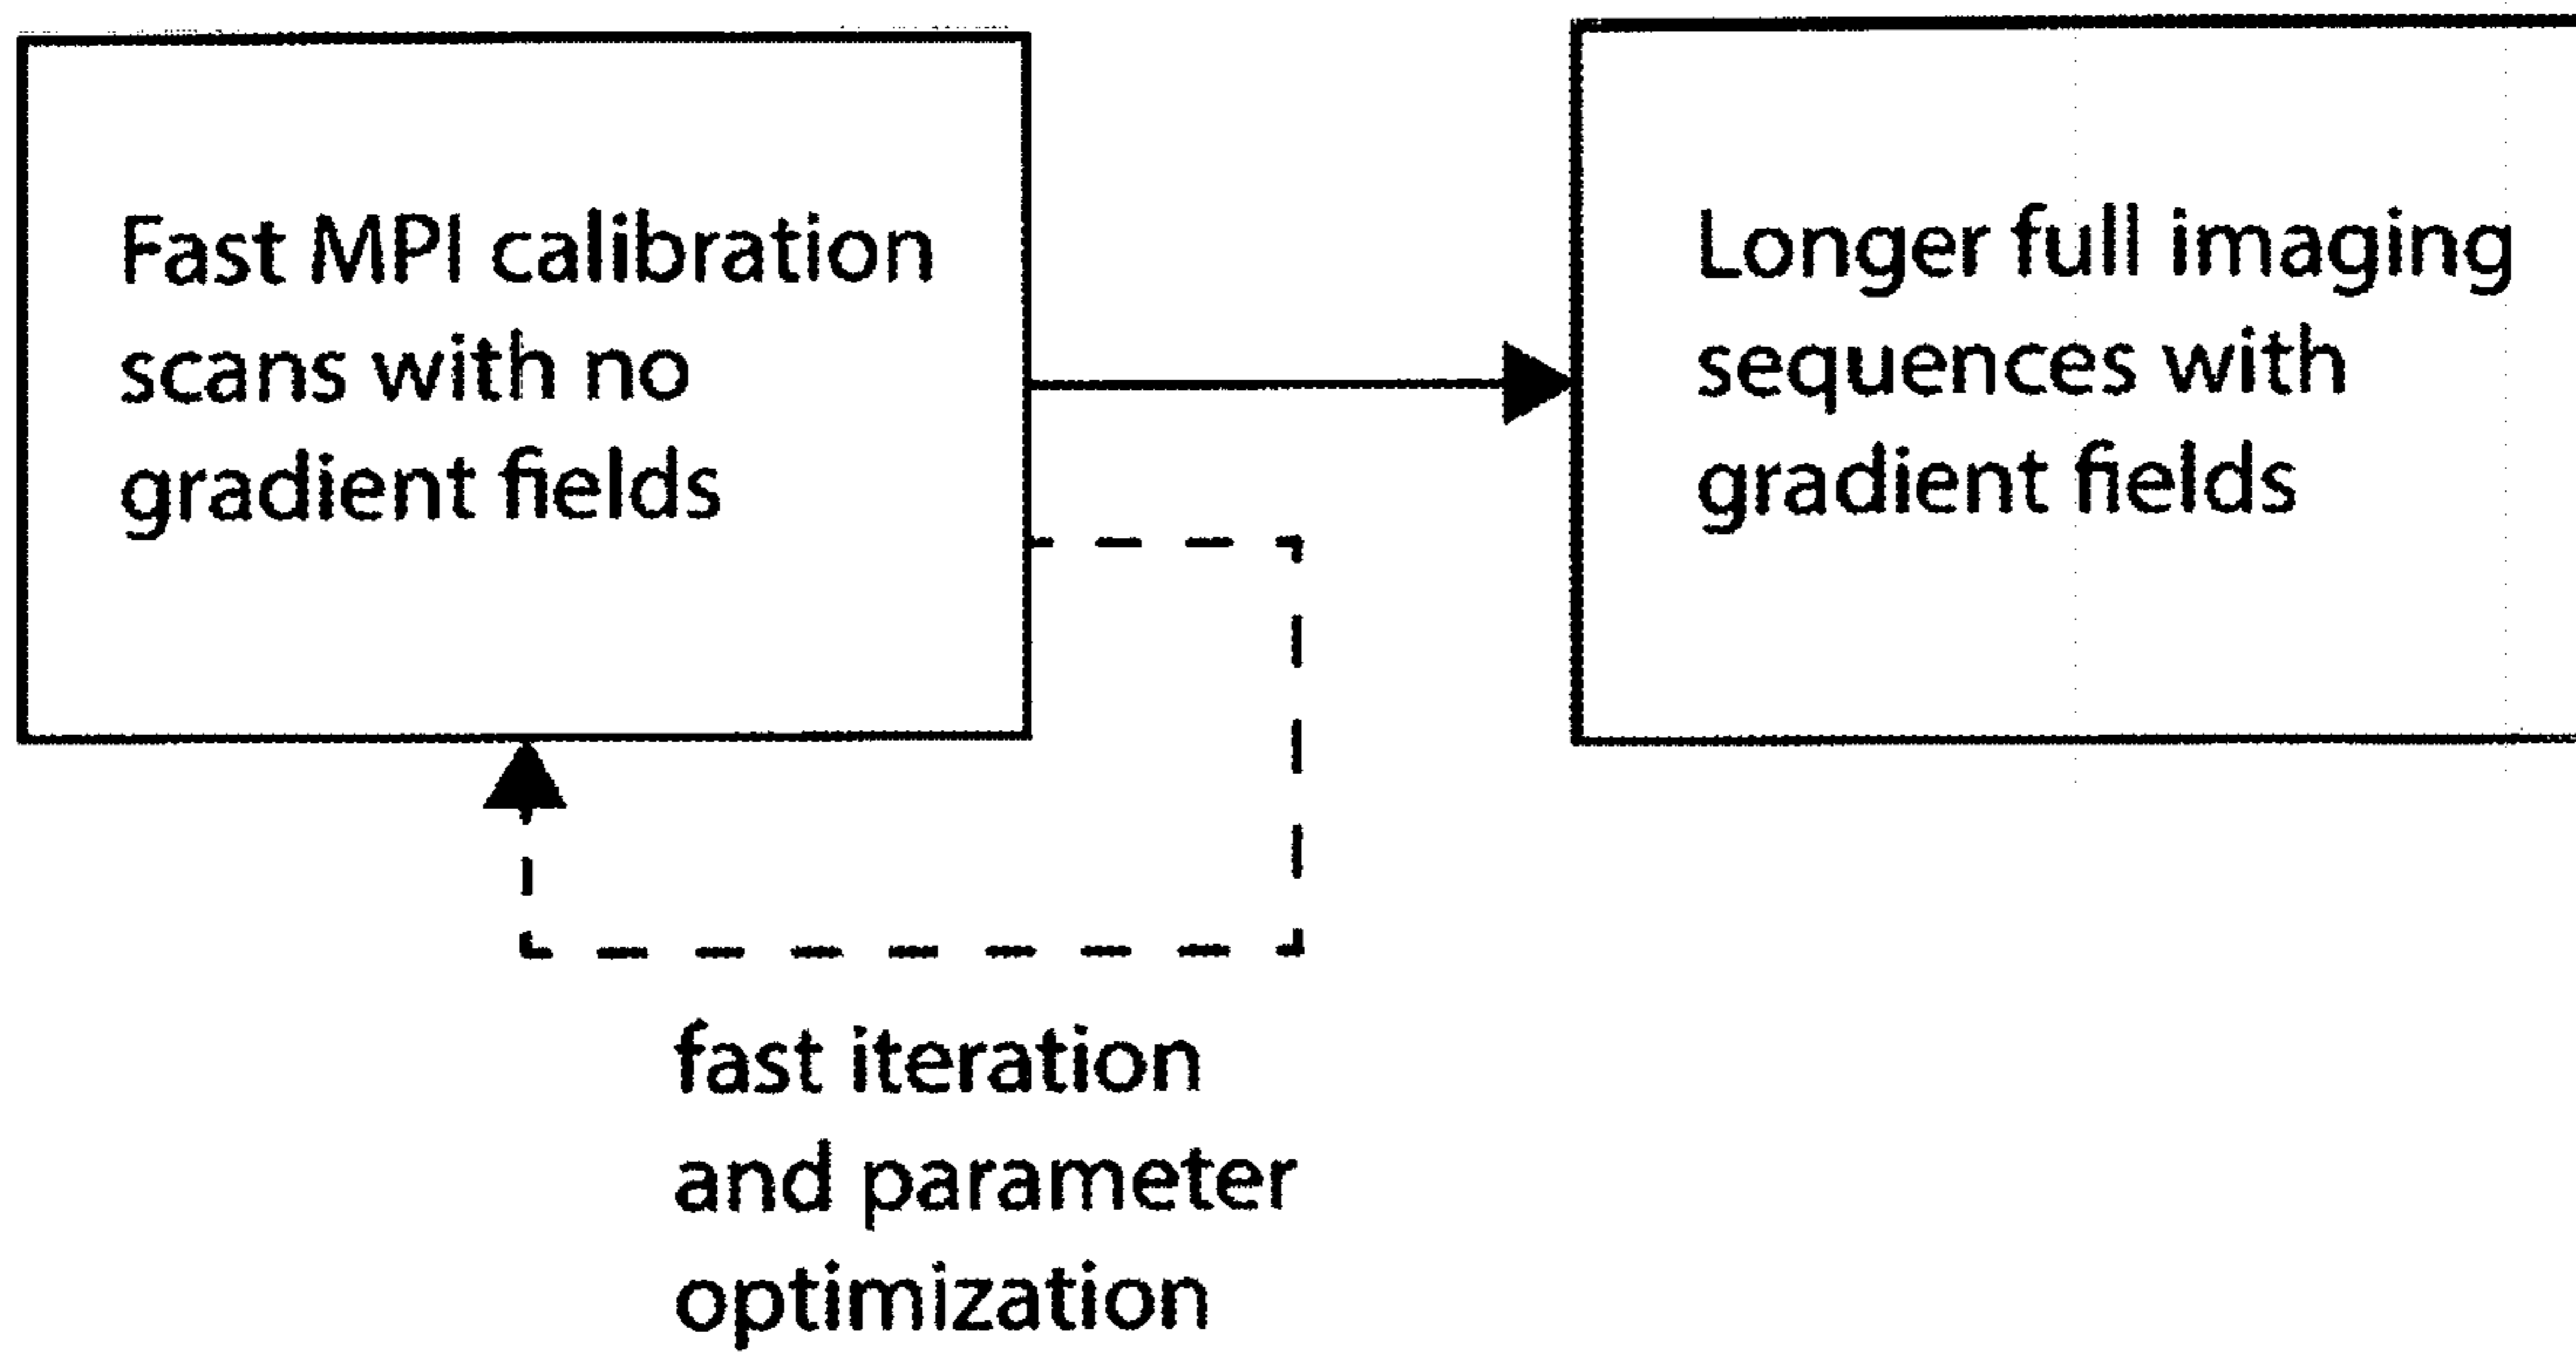 Fast MPI calibration
scans with no
gradient fields
Longer full imaging
sequences with
gradient fields
fast iteration
and parameter
optimization